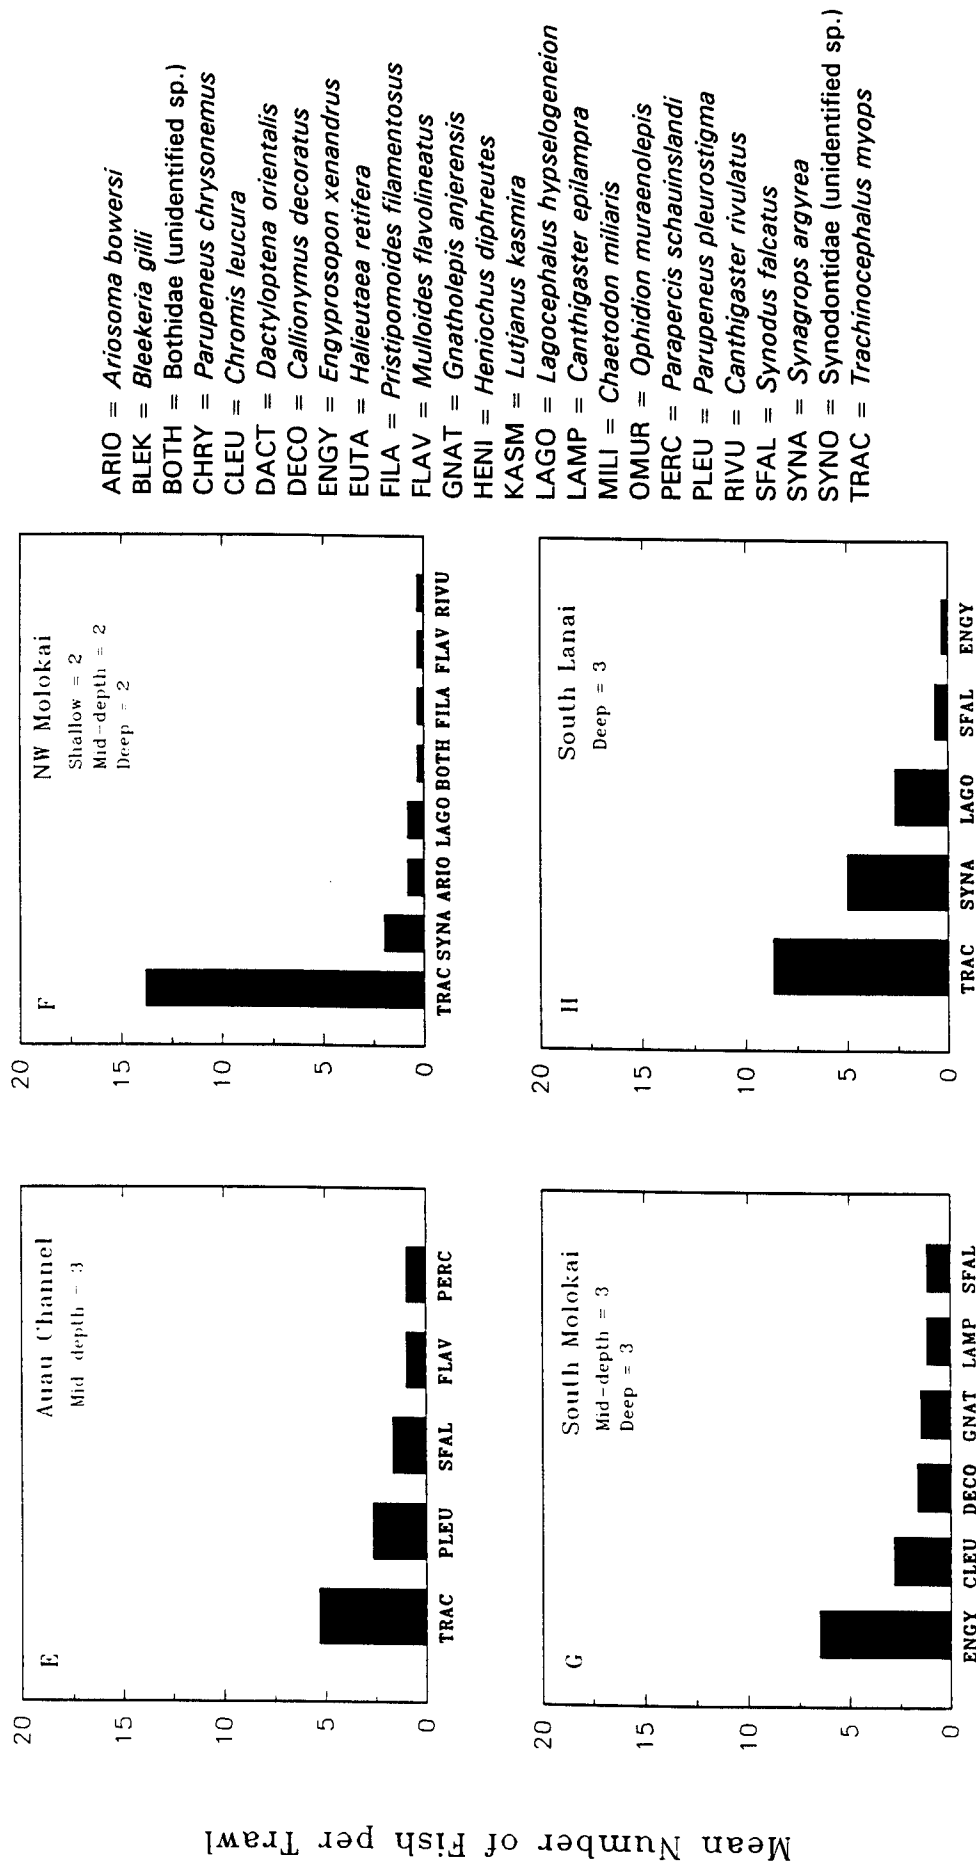 Mean Number of Fish per Trawl
E
Auau Channel
Mid depth = 3
20
15
10
5
0
TRAC PLEU SFAL FLAV PERC
F
NW Molokai
Shallow = 2
Mid-depth = 2
Deep = 2
20
15
10
5
0
TRAC SYNA ARIO LAGO BOTH FILA FLAV RIVU
G
South Molokai
Mid-depth = 3
Deep = 3
20
15
10
5
0
ENGY CLEU DECO GNAT LAMP SFAL
H
South Lanai
Deep = 3
20
15
10
5
0
TRAC SYNA LAGO SFAL ENGY
ARIO = Ariosoma bowersi
BLEK = Bleekeria gilli
BOTH = Bothidae (unidentified sp.)
CHRY = Parupeneus chrysonemus
CLEU = Chromis leucura
DACT = Dactyloptena orientalis
DECO = Callionymus decoratus
ENGY = Engyprosopon xenandrus
EUTA = Halieutaea retifera
FILA = Pristipomoides filamentosus
FLAV = Mulloides flavolineatus
GNAT = Gnatholepis anjerensis
HENI = Heniochus diphreutes
KASM = Lutjanus kasmira
LAGO = Lagocephalus hypselogeneion
LAMP = Canthigaster epilampra
MILI = Chaetodon miliaris
OMUR = Ophidion muraenolepis
PERC = Parapercis schauinslandi
PLEU = Parupeneus pleurostigma
RIVU = Canthigaster rivulatus
SFAL = Synodus falcatus
SYNA = Synagrops argyrea
SYNO = Synodontidae (unidentified sp.)
TRAC = Trachinocephalus myops